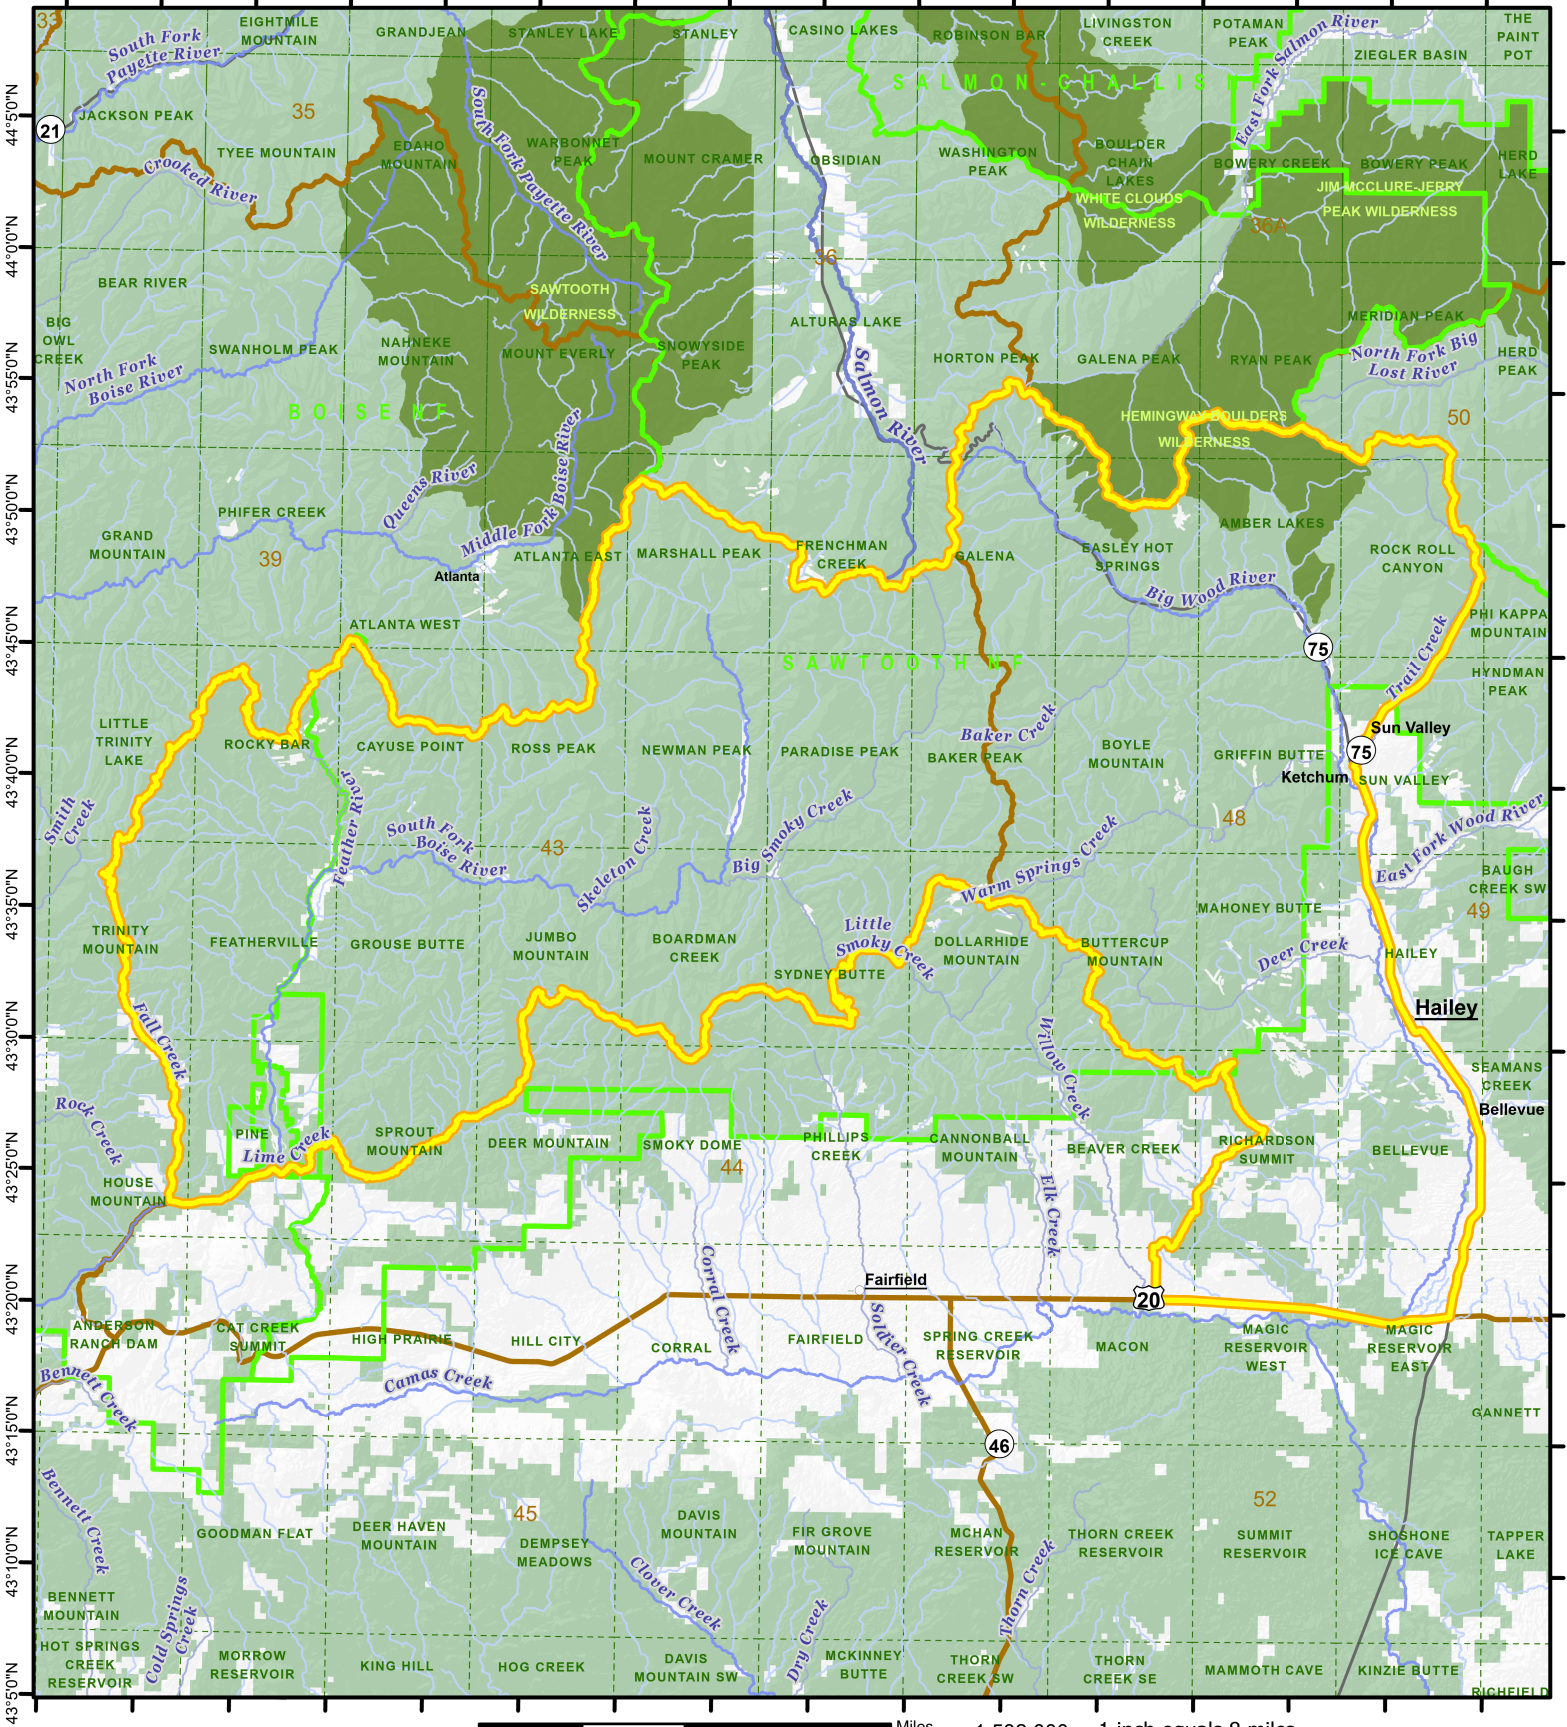 33
EIGHTMILE
MOUNTAIN
GRANDJEAN
STANLEY LAKE
STANLEY
CASINO LAKES
ROBINSON BAR
LIVINGSTON
CREEK
POTAMAN
PEAK
THE
PAINT
POT
South Fork
Payette River
East Fork Salmon River
ZIEGLER BASIN
SALMON-CHALLIS
21
JACKSON PEAK
35
44°5'0"N
TYEE MOUNTAIN
Crooked River
EDAHO
MOUNTAIN
South Fork Payette River
WARBONNET
PEAK
MOUNT CRAMER
OBSIDIAN
WASHINGTON
PEAK
BOULDER
CHAIN
LAKES
WHITE CLOUDS
WILDERNESS
BOWERY CREEK
BOWERY PEAK
HERD
LAKE
JIM MCCLURE-JERRY
PEAK WILDERNESS
36A
44°0'0"N
36
BEAR RIVER
SAWTOOTH
WILDERNESS
BIG
OWL
CREEK
SWANHOLM PEAK
NAHNEKE
MOUNTAIN
MOUNT EVERLY
SNOWYSIDE
PEAK
ALTURAS LAKE
HORTON PEAK
GALENA PEAK
RYAN PEAK
MERIDIAN PEAK
North Fork Big
Lost River
HERD
PEAK
43°55'0"N
North Fork
Boise River
BOISE NF
Salmon River
HEMINGWAY-BOULDERS
WILDERNESS
50
43°50'0"N
Queens River
Middle Fork Boise River
PHIFER CREEK
GRAND
MOUNTAIN
39
Atlanta
ATLANTA EAST
MARSHALL PEAK
FRENCHMAN
CREEK
GALENA
EASLEY HOT
SPRINGS
AMBER LAKES
ROCK ROLL
CANYON
Big Wood River
43°45'0"N
ATLANTA WEST
SAWTOOTH NF
75
Trail Creek
PHI KAPPA
MOUNTAIN
HYNDMAN
PEAK
LITTLE
TRINITY
LAKE
ROCKY BAR
CAYUSE POINT
ROSS PEAK
NEWMAN PEAK
PARADISE PEAK
Baker Creek
BAKER PEAK
BOYLE
MOUNTAIN
GRIFFIN BUTTE
Sun Valley
75
Ketchum
SUN VALLEY
43°40'0"N
Smith
Creek
Feather River
South Fork
Boise River
43
Skeleton Creek
Big Smoky Creek
Warm Springs Creek
48
East Fork Wood River
BAUGH
CREEK SW
43°35'0"N
49
TRINITY
MOUNTAIN
FEATHERVILLE
GROUSE BUTTE
JUMBO
MOUNTAIN
BOARDMAN
CREEK
Little
Smoky Creek
SYDNEY BUTTE
DOLLARHIDE
MOUNTAIN
BUTTERCUP
MOUNTAIN
MAHONEY BUTTE
Deer Creek
HAILEY
Hailey
43°30'0"N
Fall Creek
Willow Creek
SEAMANS
CREEK
Bellevue
Rock Creek
PINE
Lime Creek
SPROUT
MOUNTAIN
DEER MOUNTAIN
SMOKY DOME
PHILLIPS
CREEK
CANNONBALL
MOUNTAIN
BEAVER CREEK
RICHARDSON
SUMMIT
BELLEVUE
43°25'0"N
44
HOUSE
MOUNTAIN
Elk Creek
Corral Creek
Fairfield
20
43°20'0"N
Soldier Creek
ANDERSON
RANCH DAM
CAT CREEK
SUMMIT
HIGH PRAIRIE
HILL CITY
CORRAL
FAIRFIELD
SPRING CREEK
RESERVOIR
MACON
MAGIC
RESERVOIR
WEST
MAGIC
RESERVOIR
EAST
Bennett Creek
Camas Creek
GANNETT
43°15'0"N
46
Bennett Creek
45
52
GOODMAN FLAT
DEER HAVEN
MOUNTAIN
DEMPSEY
MEADOWS
DAVIS
MOUNTAIN
FIR GROVE
MOUNTAIN
MCHAN
RESERVOIR
THORN CREEK
RESERVOIR
SUMMIT
RESERVOIR
SHOSHONE
ICE CAVE
TAPPER
LAKE
43°10'0"N
BENNETT
MOUNTAIN
Cold Springs
Creek
Clover Creek
Dry Creek
Thorn Creek
HOT SPRINGS
CREEK
RESERVOIR
MORROW
RESERVOIR
KING HILL
HOG CREEK
DAVIS
MOUNTAIN SW
MCKINNEY
BUTTE
THORN
CREEK SW
THORN
CREEK SE
MAMMOTH CAVE
KINZIE BUTTE
RICHFIELD
43°5'0"N
Miles
1 inch equals 8 miles